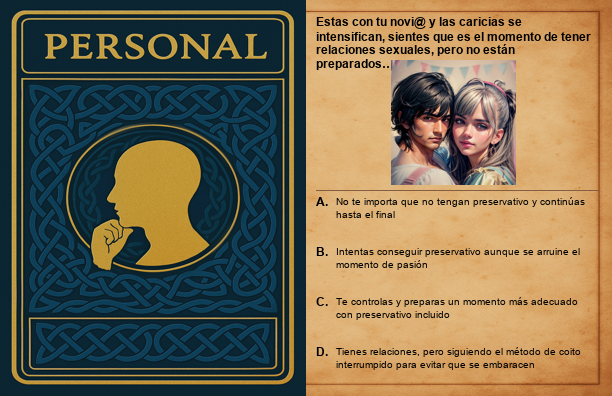 PERSONAL
Estas con tu novi@ y las caricias se
intensifican, sientes que es el momento de tener
relaciones sexuales, pero no están
preparados..
A. No te importa que no tengan preservativo y continúas
hasta el final
B. Intentas conseguir preservativo aunque se arruine el
momento de pasión
C. Te controlas y preparas un momento más adecuado
con preservativo incluido
D. Tienes relaciones, pero siguiendo el método de coito
interrumpido para evitar que se embaracen